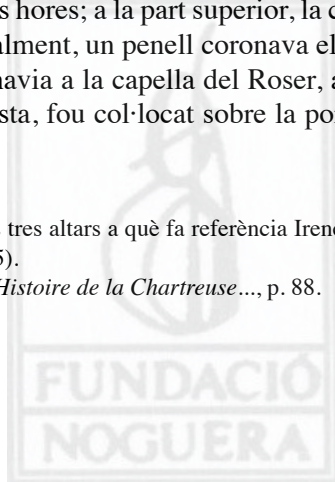 s hores; a la part superior, la c
alment, un penell coronava el
navia a la capella del Roser, a
sta, fou col·locat sobre la po
s tres altars a què fa referència Iren
5).
Histoire de la Chartreuse..., p. 88.
FUNDACIÓ
NOGUERA